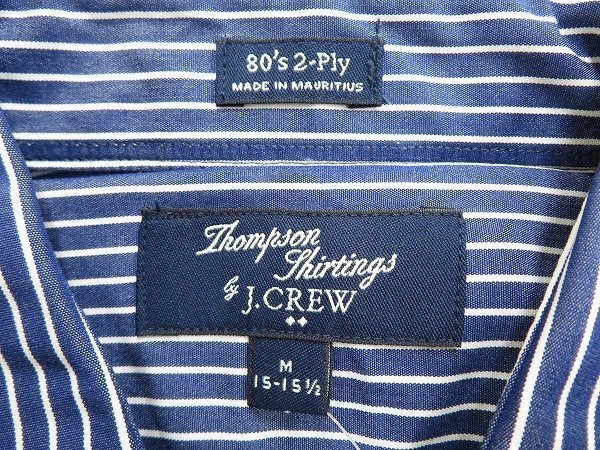 80's 2-Ply
MADE IN MAURITIUS
Thompson
Shirtings
by J.CREW
M
15-15½